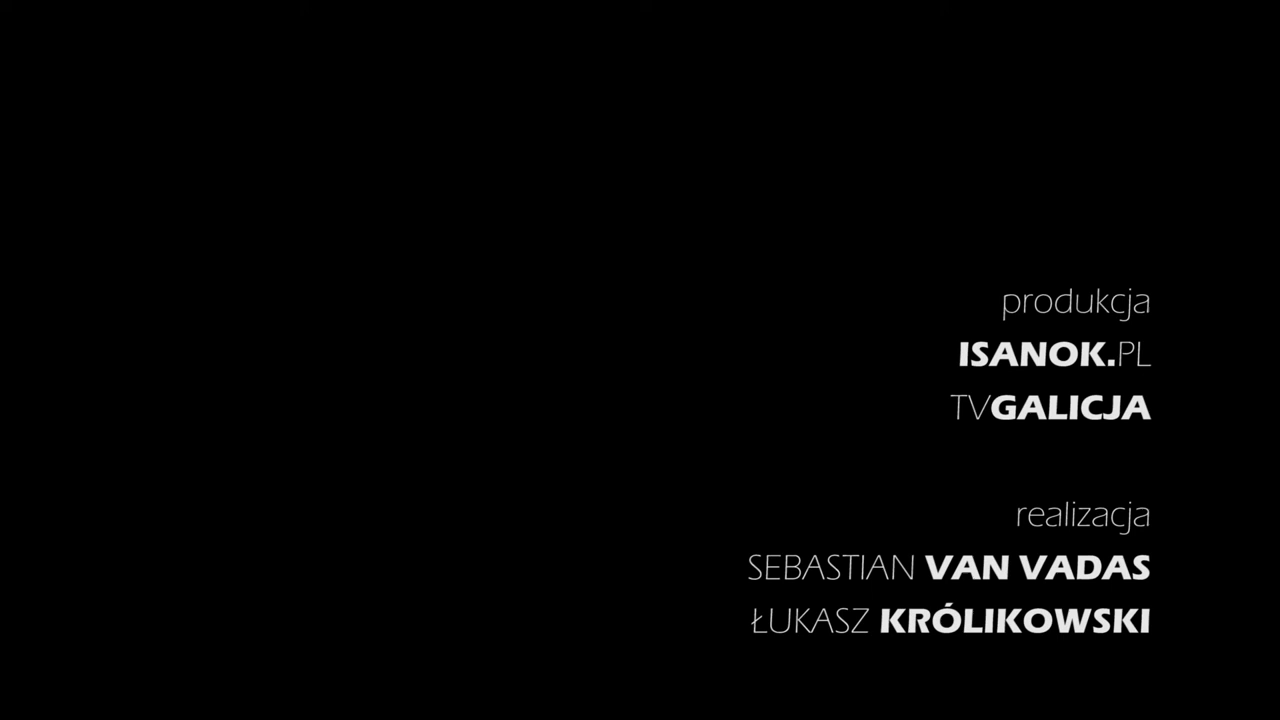 produkcja
ISANOK.PL
TVGALICJA
realizacja
SEBASTIAN VAN VADAS
ŁUKASZ KRÓLIKOWSKI